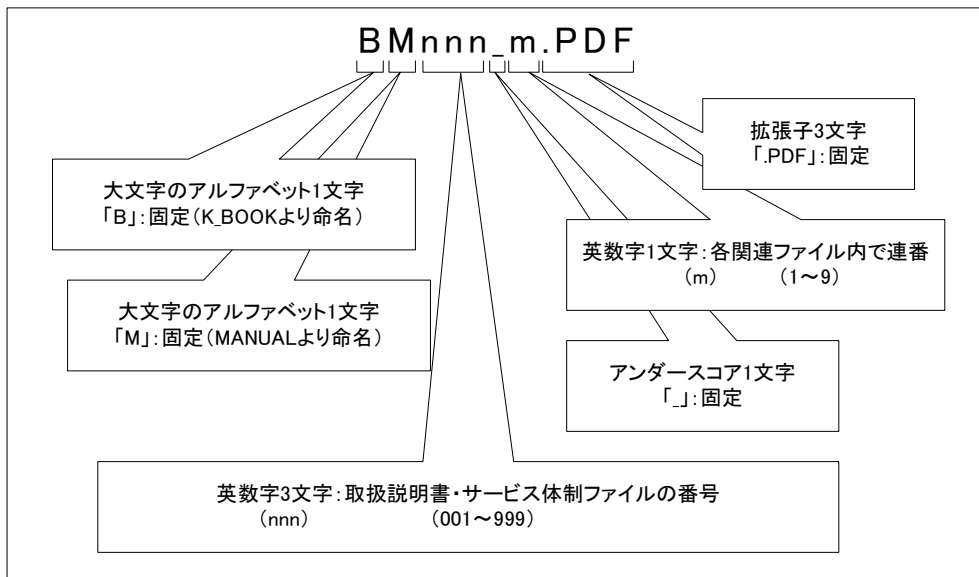 BMnnn_m.PDF
拡張子3文字
「.PDF」:固定
大文字のアルファベット1文字
「B」:固定(K_BOOKより命名)
英数字1文字:各関連ファイル内で連番
(m) (1~9)
大文字のアルファベット1文字
「M」:固定(MANUALより命名)
アンダースコア1文字
「_」:固定
英数字3文字:取扱説明書・サービス体制ファイルの番号
(nnn) (001~999)